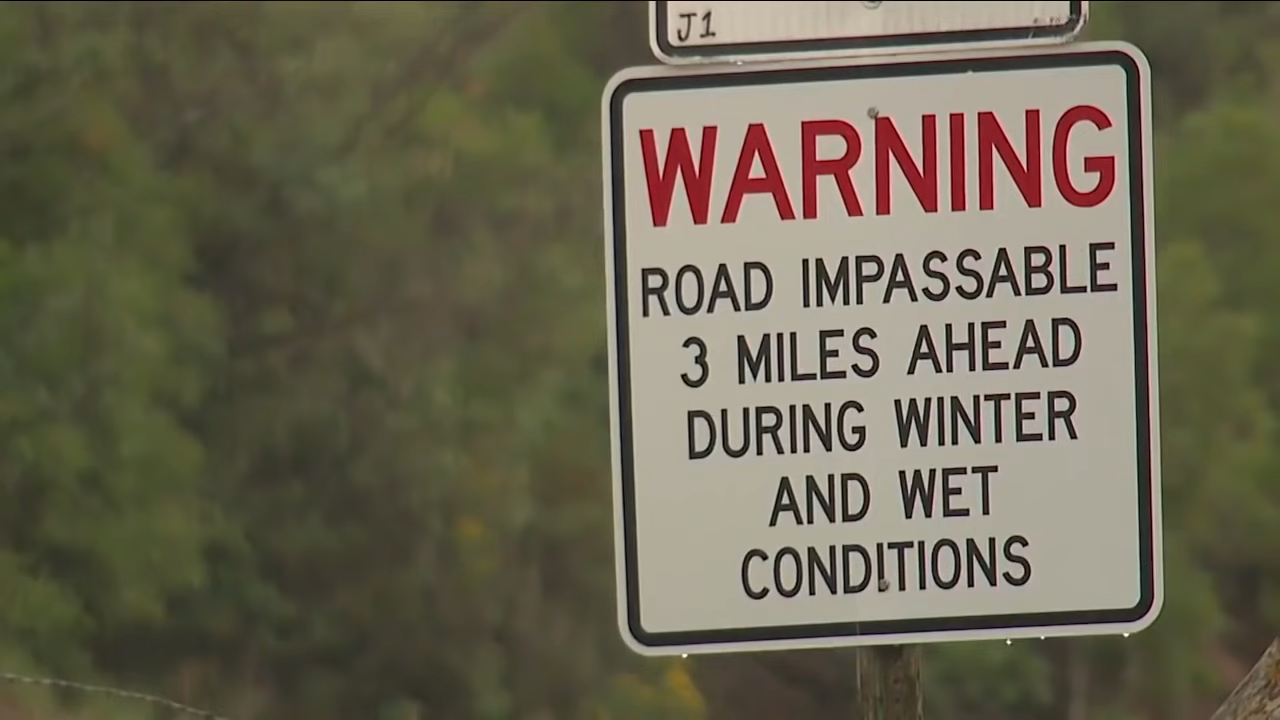 J1
WARNING
ROAD IMPASSABLE
3 MILES AHEAD
DURING WINTER
AND WET
CONDITIONS